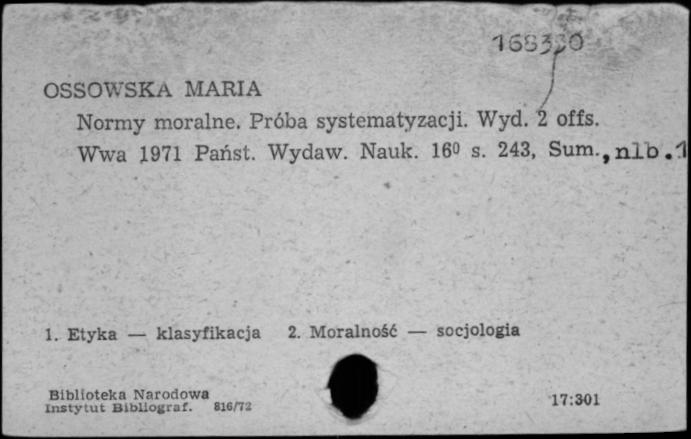 168330
OSSOWSKA MARIA
Normy moralne. Próba systematyzacji. Wyd. 2 offs.
Wwa 1971 Państ. Wydaw. Nauk. 16⁰ s. 243, Sum., nlb.1
1. Etyka — klasyfikacja 2. Moralność — socjologia
Biblioteka Narodowa
Instytut Bibliograf. 816/72
17:301